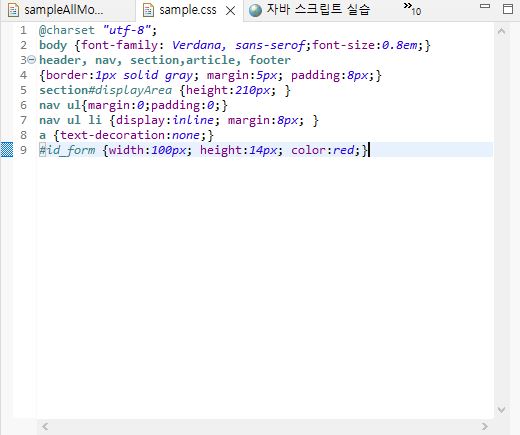 sampleAllMo... sample.css 자바 스크립트 실습 »10
1 @charset "utf-8";
2 body {font-family: Verdana, sans-serof;font-size:0.8em;}
3 header, nav, section,article, footer
4 {border:1px solid gray; margin:5px; padding:8px;}
5 section#displayArea {height:210px; }
6 nav ul{margin:0;padding:0;}
7 nav ul li {display:inline; margin:8px; }
8 a {text-decoration:none;}
9 #id_form {width:100px; height:14px; color:red;}